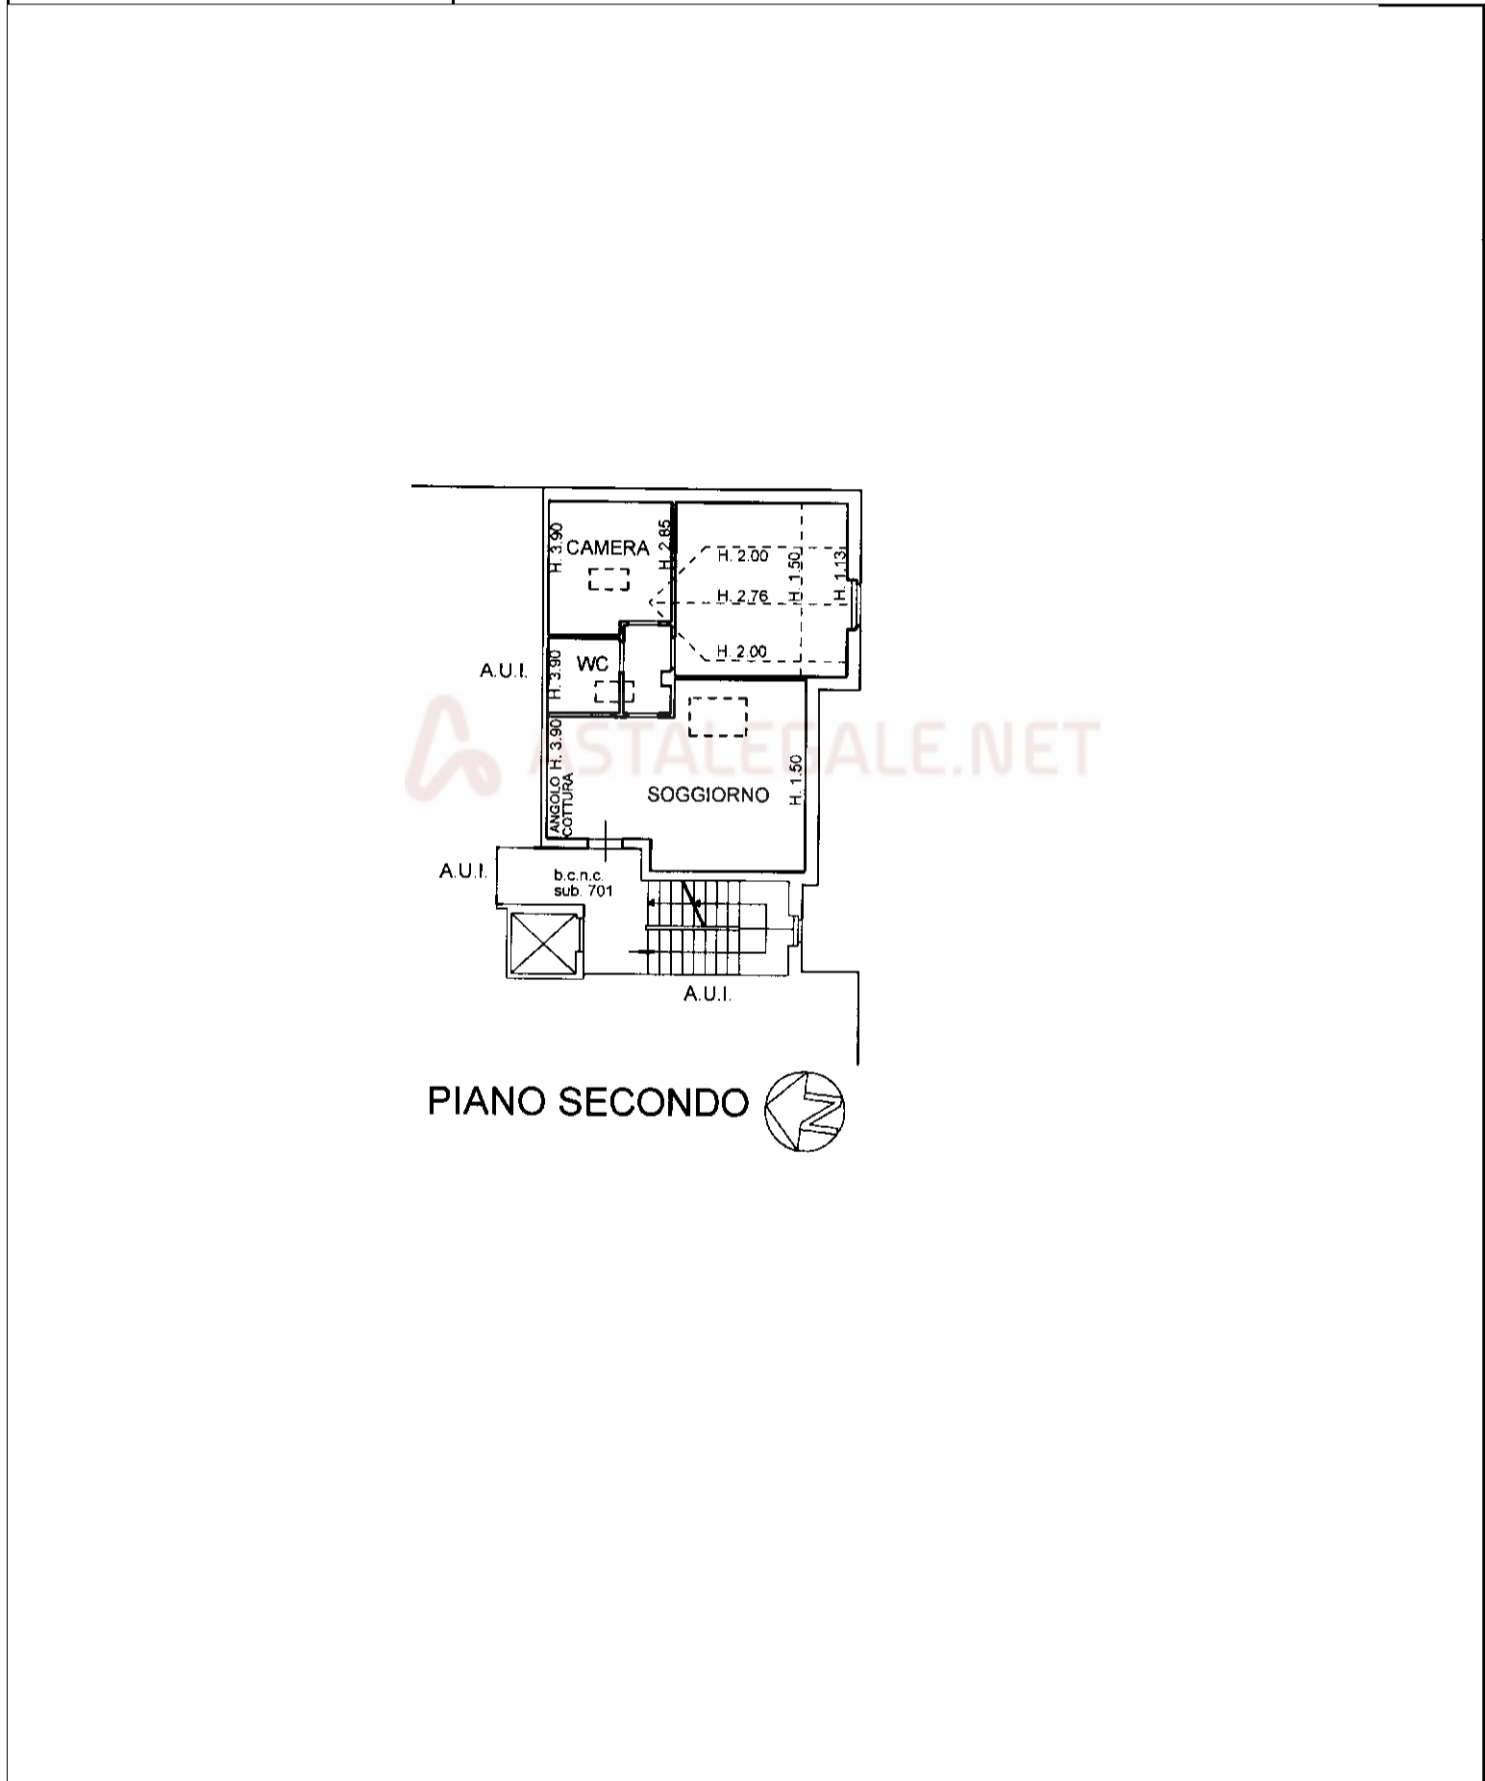 H. 3.90
CAMERA
H. 2.85
H. 2.00
H. 1.50
H. 1.13
H. 2.76
H. 2.00
A.U.I.
H. 3.90
WC
ASTALEGALE.NET
H. 3.90
ANGOLO
COTTURA
SOGGIORNO
H. 1.50
A.U.I.
b.c.n.c.
sub. 701
A.U.I.
PIANO SECONDO
N